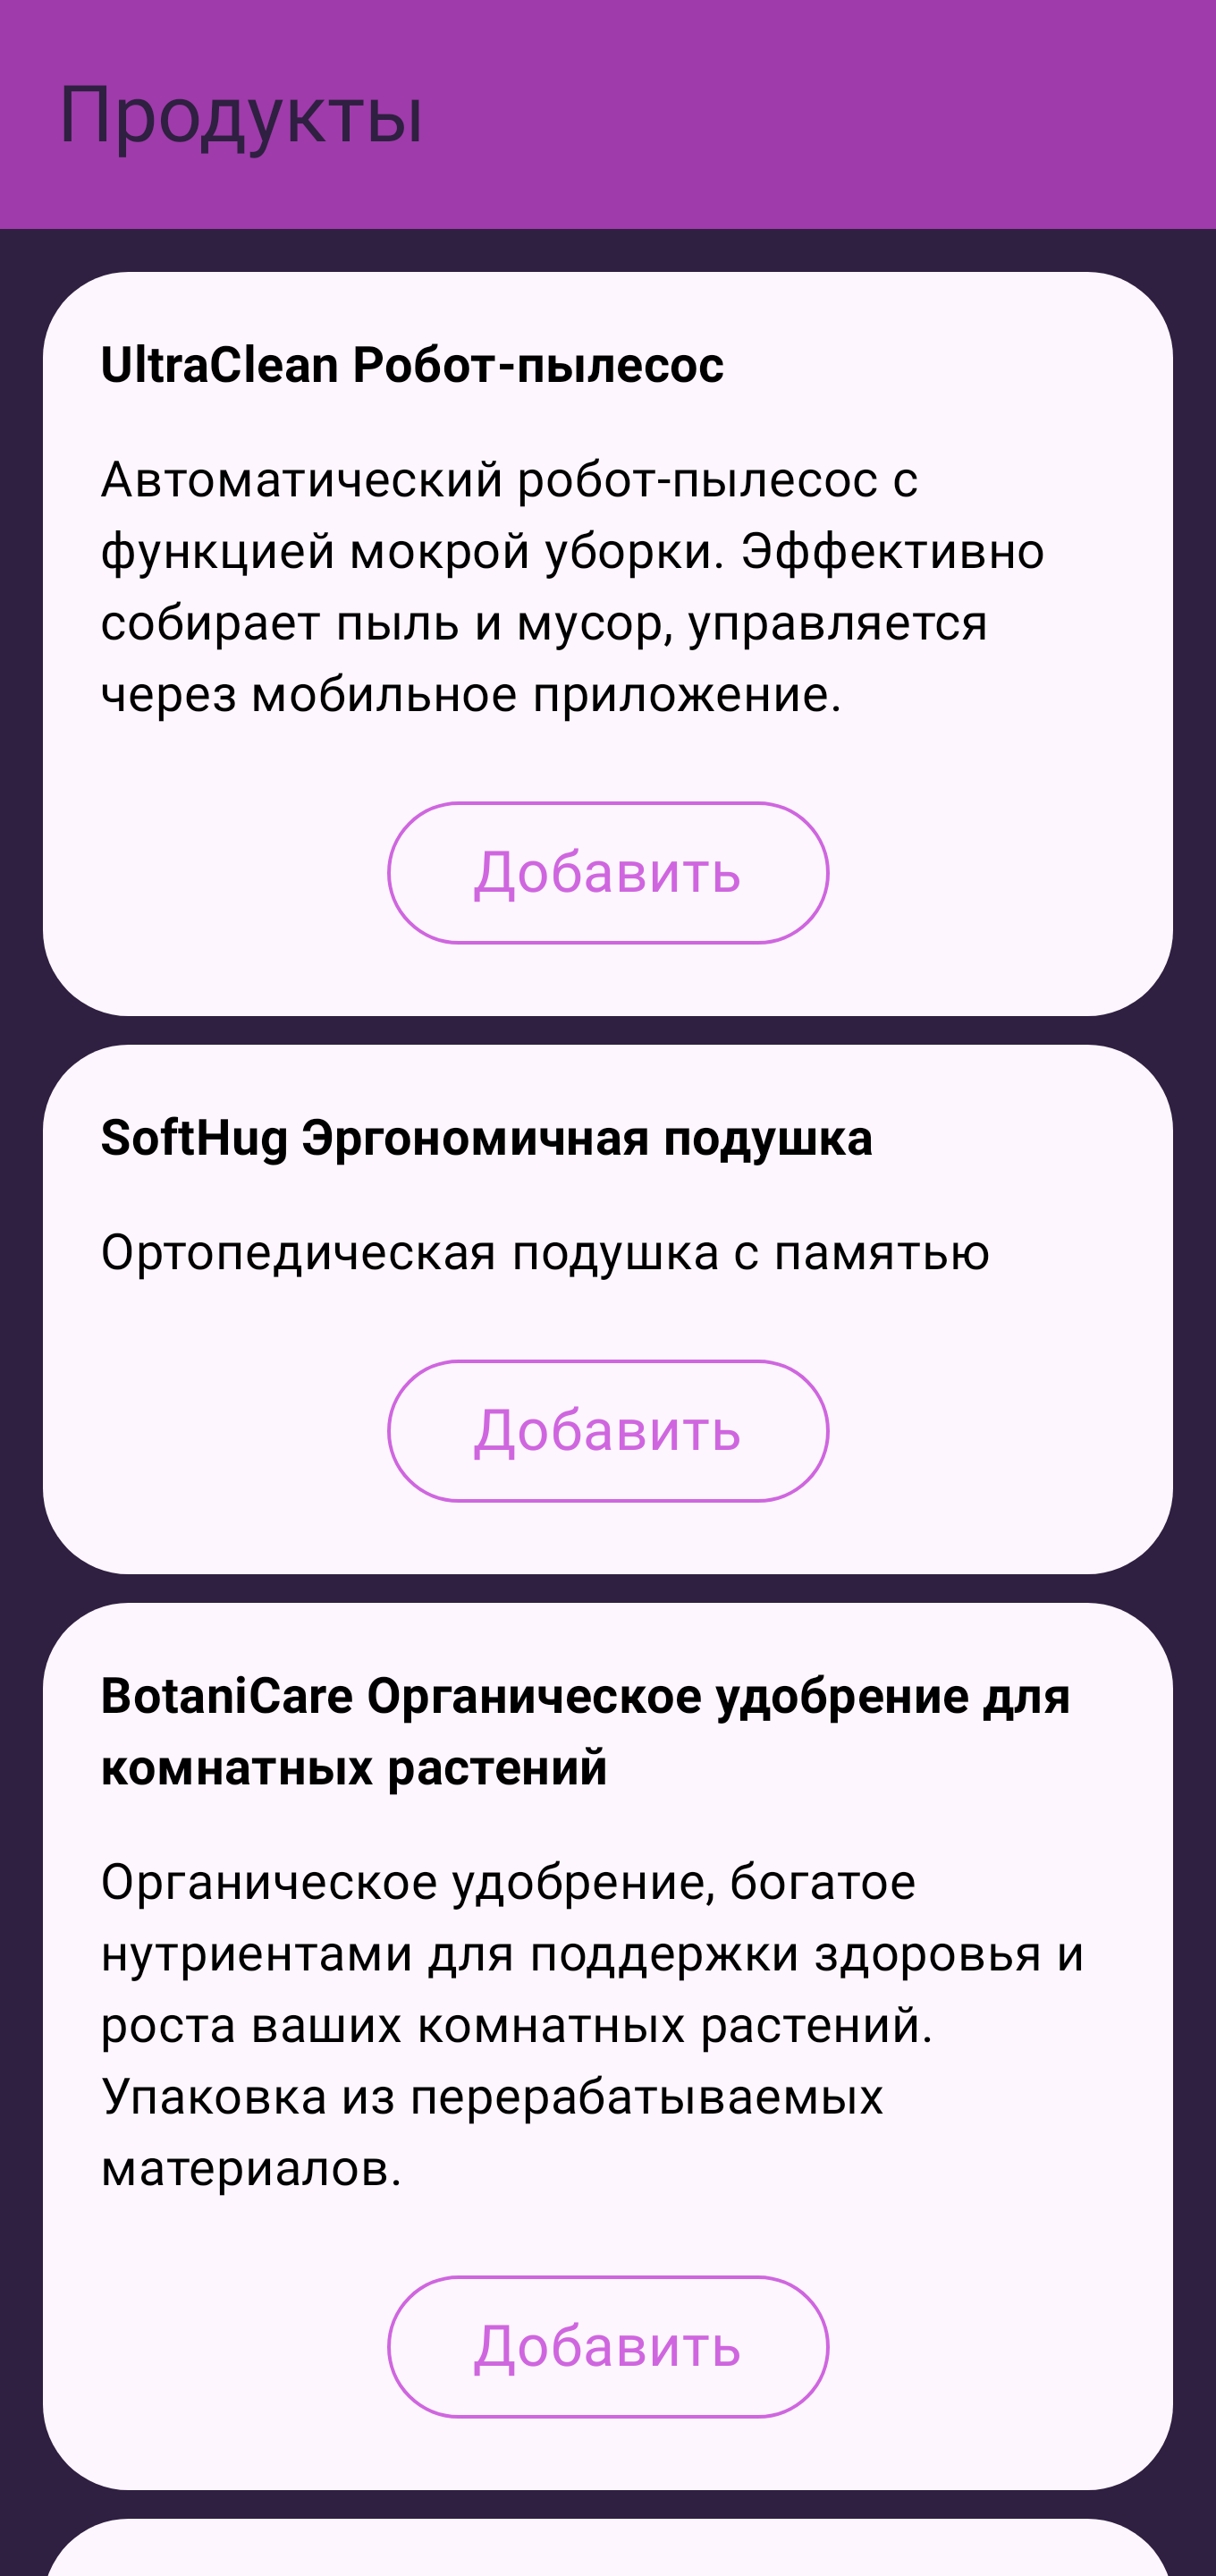 Продукты
UltraClean Робот-пылесос
Автоматический робот-пылесос с
функцией мокрой уборки. Эффективно
собирает пыль и мусор, управляется
через мобильное приложение.
Добавить
SoftHug Эргономичная подушка
Ортопедическая подушка с памятью
Добавить
BotaniCare Органическое удобрение для
комнатных растений
Органическое удобрение, богатое
нутриентами для поддержки здоровья и
роста ваших комнатных растений.
Упаковка из перерабатываемых
материалов.
Добавить